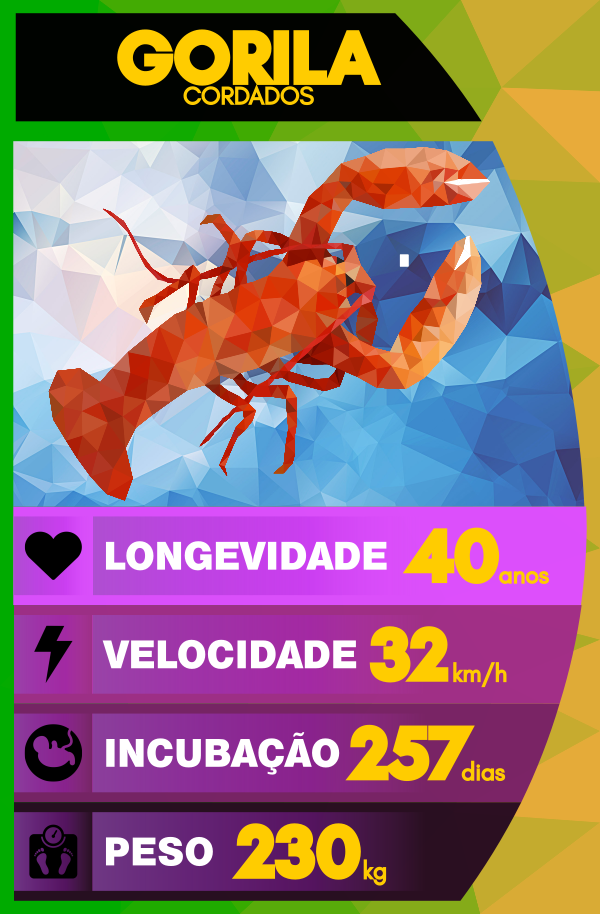 GORILA
CORDADOS
LONGEVIDADE 40 anos
VELOCIDADE 32 km/h
INCUBAÇÃO 257 dias
PESO 230 kg